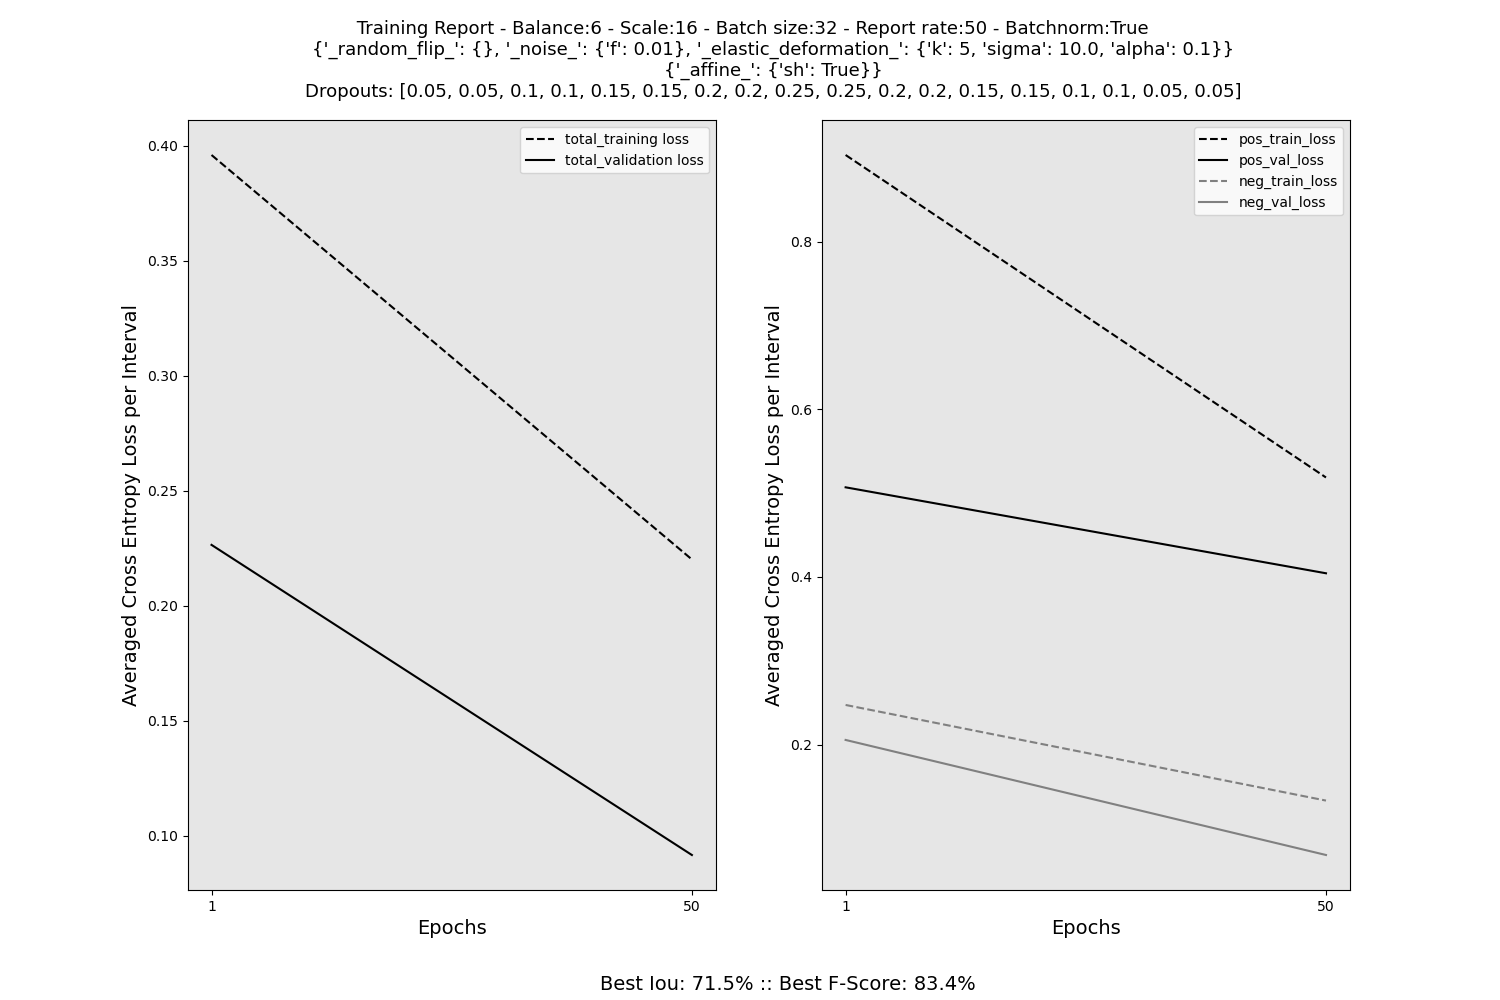 Training Report - Balance:6 - Scale:16 - Batch size:32 - Report rate:50 - Batchnorm:True
{'_random_flip_': {}, '_noise_': {'f': 0.01}, '_elastic_deformation_': {'k': 5, 'sigma': 10.0, 'alpha': 0.1}}
{'_affine_': {'sh': True}}
Dropouts: [0.05, 0.05, 0.1, 0.1, 0.15, 0.15, 0.2, 0.2, 0.25, 0.25, 0.2, 0.2, 0.15, 0.15, 0.1, 0.1, 0.05, 0.05]
total_training loss
total_validation loss
0.40
0.35
0.30
0.25
0.20
0.15
0.10
Averaged Cross Entropy Loss per Interval
1
50
Epochs
pos_train_loss
pos_val_loss
neg_train_loss
neg_val_loss
0.8
0.6
0.4
0.2
Averaged Cross Entropy Loss per Interval
1
50
Epochs
Best Iou: 71.5% :: Best F-Score: 83.4%